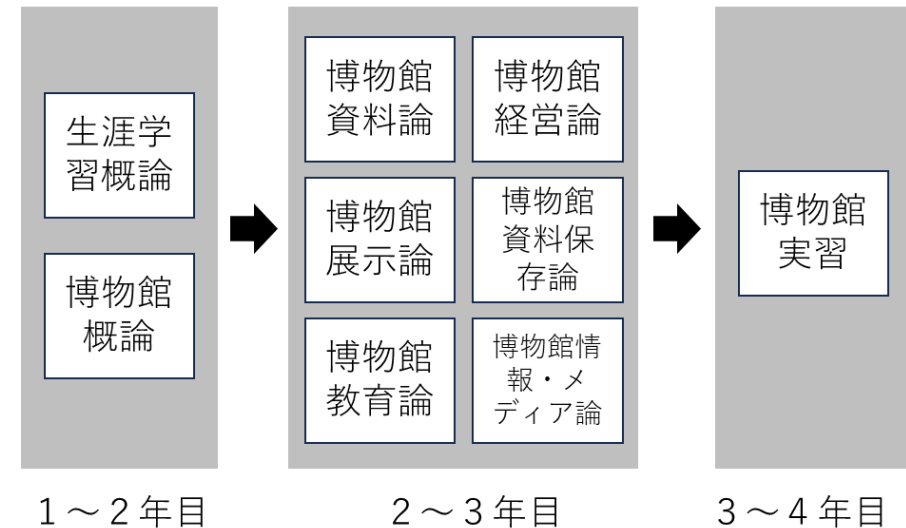 生涯学
習概論
博物館
概論
博物館
資料論
博物館
経営論
博物館
展示論
博物館
資料保
存論
博物館
教育論
博物館情
報・メ
ディア論
博物館
実習
1～2年目
2～3年目
3～4年目